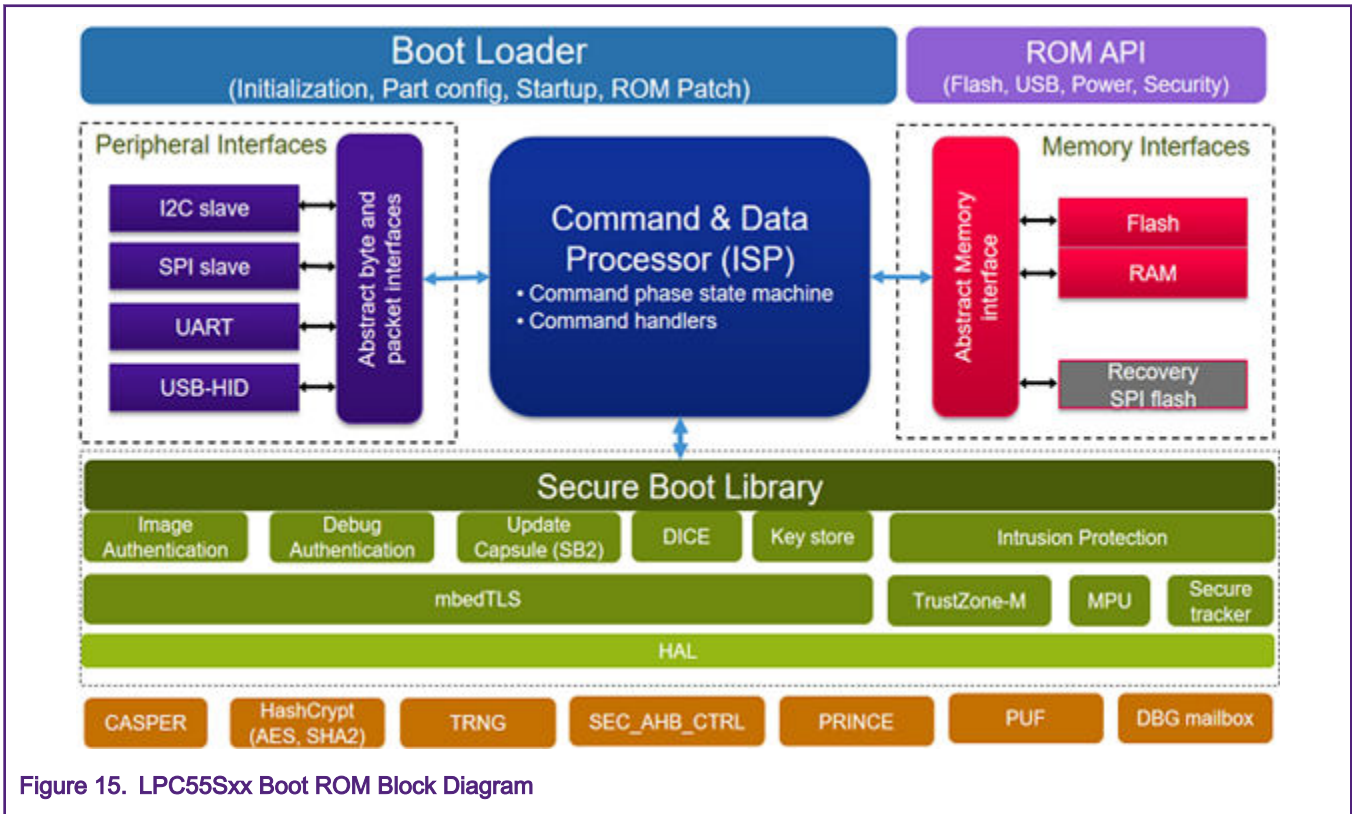 Boot Loader
(Initialization, Part config, Startup, ROM Patch)
ROM API
(Flash, USB, Power, Security)
Peripheral Interfaces
I2C slave
SPI slave
UART
USB-HID
Abstract byte and
packet interfaces
Command & Data
Processor (ISP)
• Command phase state machine
• Command handlers
Memory Interfaces
Abstract Memory
interface
Flash
RAM
Recovery
SPI flash
Secure Boot Library
Image
Authentication
Debug
Authentication
Update
Capsule (SB2)
DICE
Key store
Intrusion Protection
mbedTLS
TrustZone-M
MPU
Secure
tracker
HAL
CASPER
HashCrypt
(AES, SHA2)
TRNG
SEC_AHB_CTRL
PRINCE
PUF
DBG mailbox
Figure 15. LPC55Sxx Boot ROM Block Diagram